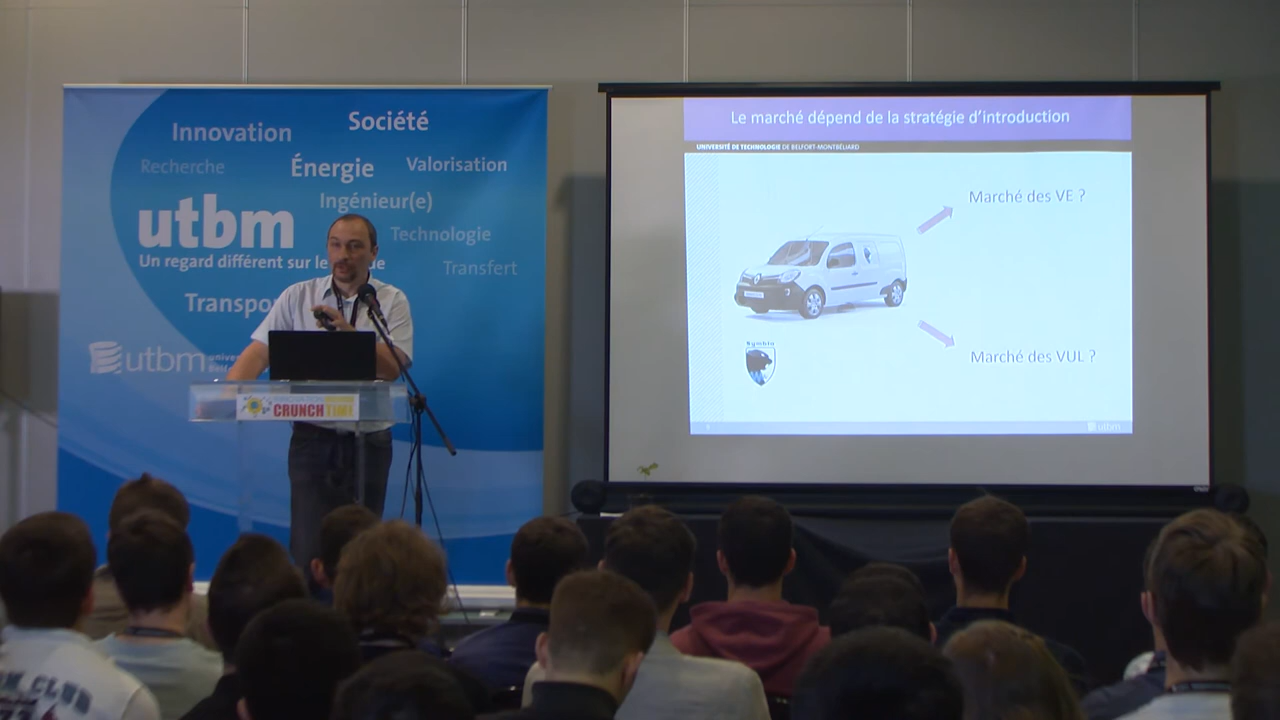 Innovation
Société
Recherche
Énergie
Valorisation
Ingénieur(e)
utbm
Technologie
Un regard différent sur le
de
Transfert
Transpo
utbm
CRUNCH TIME
Le marché dépend de la stratégie d'introduction
UNIVERSITÉ DE TECHNOLOGIE DE BELFORT-MONTBÉLIARD
Marché des VE ?
Symbio
Marché des VUL ?
utbm